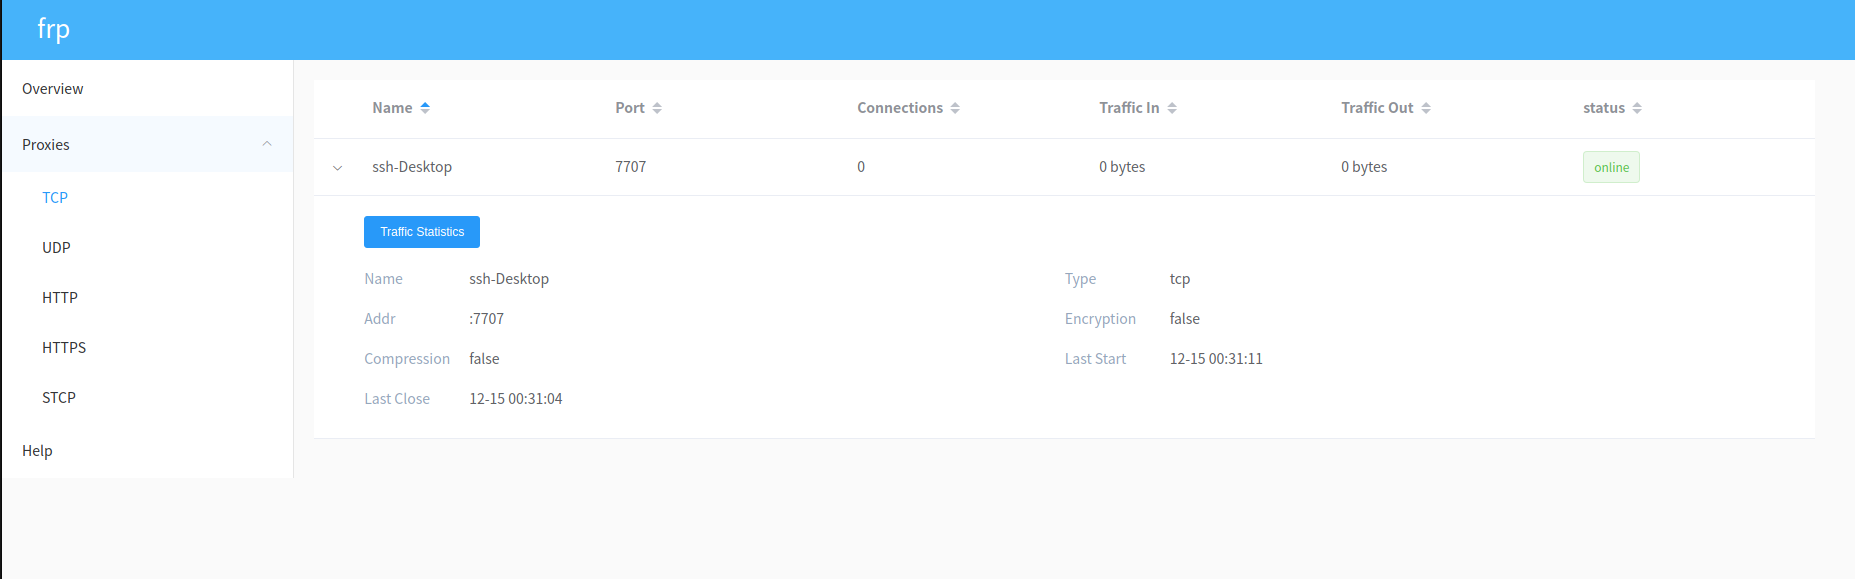 frp
Overview
Proxies
TCP
UDP
HTTP
HTTPS
STCP
Help
Name Port Connections Traffic In Traffic Out status
ssh-Desktop 7707 0 0 bytes 0 bytes online
Traffic Statistics
Name ssh-Desktop Type tcp
Addr :7707 Encryption false
Compression false Last Start 12-15 00:31:11
Last Close 12-15 00:31:04